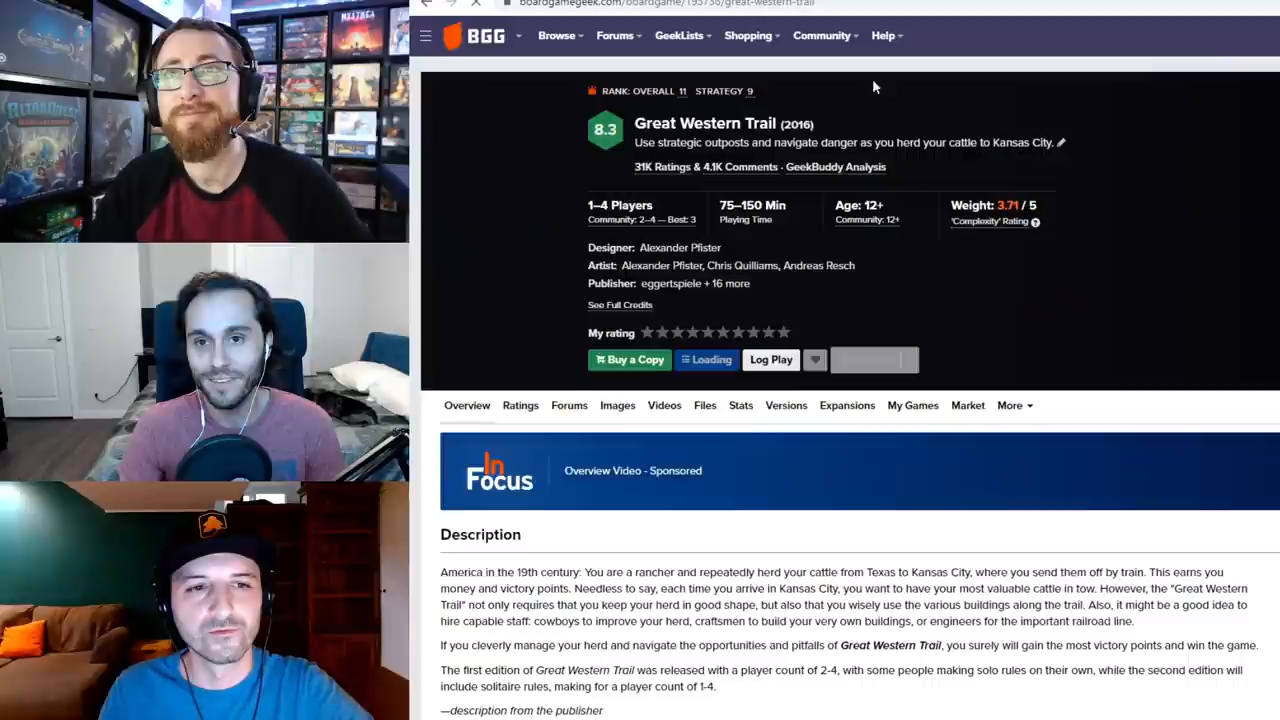 boardgamegeek.com/boardgame/193738/great-western-trail
BGG
Browse
Forums
GeekLists
Shopping
Community
Help
RANK: OVERALL 11 STRATEGY 9
8.3
Great Western Trail (2016)
Use strategic outposts and navigate danger as you herd your cattle to Kansas City.
31K Ratings & 4.1K Comments · GeekBuddy Analysis
1–4 Players
Community: 2–4 — Best: 3
75–150 Min
Playing Time
Age: 12+
Community: 12+
Weight: 3.71 / 5
'Complexity' Rating
Designer: Alexander Pfister
Artist: Alexander Pfister, Chris Quilliams, Andreas Resch
Publisher: eggertspiele + 16 more
See Full Credits
My rating
Buy a Copy
Loading
Log Play
Overview Ratings Forums Images Videos Files Stats Versions Expansions My Games Market More
In Focus
Overview Video - Sponsored
Description
America in the 19th century: You are a rancher and repeatedly herd your cattle from Texas to Kansas City, where you send them off by train. This earns you
money and victory points. Needless to say, each time you arrive in Kansas City, you want to have your most valuable cattle in tow. However, the "Great Western
Trail" not only requires that you keep your herd in good shape, but also that you wisely use the various buildings along the trail. Also, it might be a good idea to
hire capable staff: cowboys to improve your herd, craftsmen to build your very own buildings, or engineers for the important railroad line.
If you cleverly manage your herd and navigate the opportunities and pitfalls of Great Western Trail, you surely will gain the most victory points and win the game.
The first edition of Great Western Trail was released with a player count of 2-4, with some people making solo rules on their own, while the second edition will
include solitaire rules, making for a player count of 1-4.
—description from the publisher
ALTAR QUEST